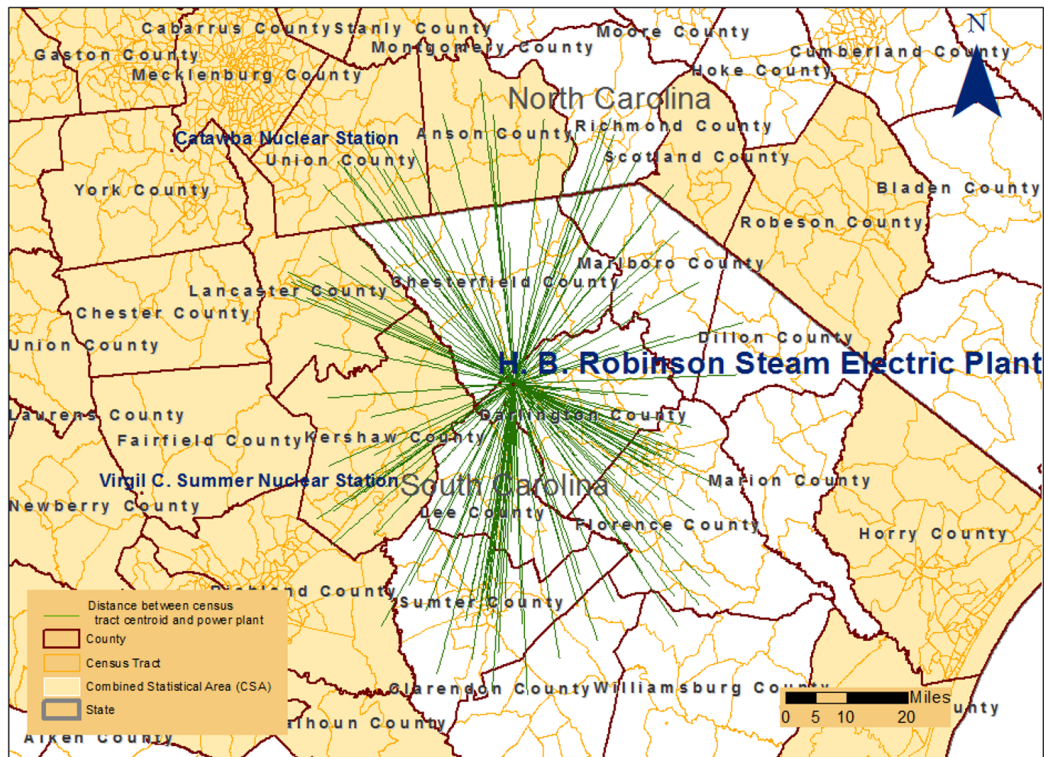 Cabarrus County
Stanly County
Moore County
N
Gaston County
Montgomery County
Cumberland County
Mecklenburg County
Hoke County
North Carolina
Catawba Nuclear Station
Anson County
Richmond County
Union County
Scotland County
York County
Bladen County
Robeson County
Marlboro County
Chesterfield County
Lancaster County
Chester County
Dillon County
Union County
H. B. Robinson Steam Electric Plant
Laurens County
Darlington County
Fairfield County
Kershaw County
Virgil C. Summer Nuclear Station
South Carolina
Marion County
Newberry County
Lee County
Florence County
Horry County
County
Sumter County
Distance between census
tract centroid and power plant
County
Census Tract
Combined Statistical Area (CSA)
State
Clarendon County
Williamsburg County
Miles
0 5 10 20
alhoun County
unty
Aiken County